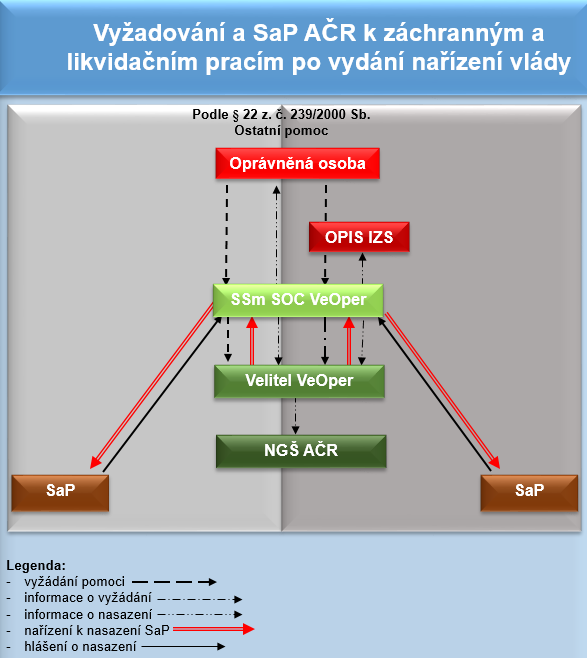 Vyžadování a SaP AČR k záchranným a
likvidačním pracím po vydání nařízení vlády
Podle § 22 z. č. 239/2000 Sb.
Ostatní pomoc
Oprávněná osoba
OPIS IZS
SSm SOC VeOper
Velitel VeOper
NGŠ AČR
SaP
SaP
Legenda:
- vyžádání pomoci
- informace o vyžádání
- informace o nasazení
- nařízení k nasazení SaP
- hlášení o nasazení